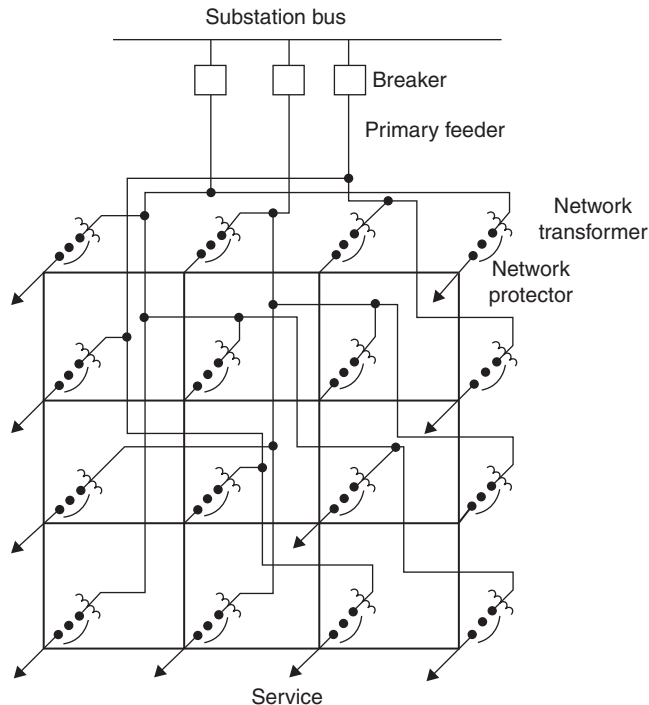 Substation bus
Breaker
Primary feeder
Network
transformer
Network
protector
Service